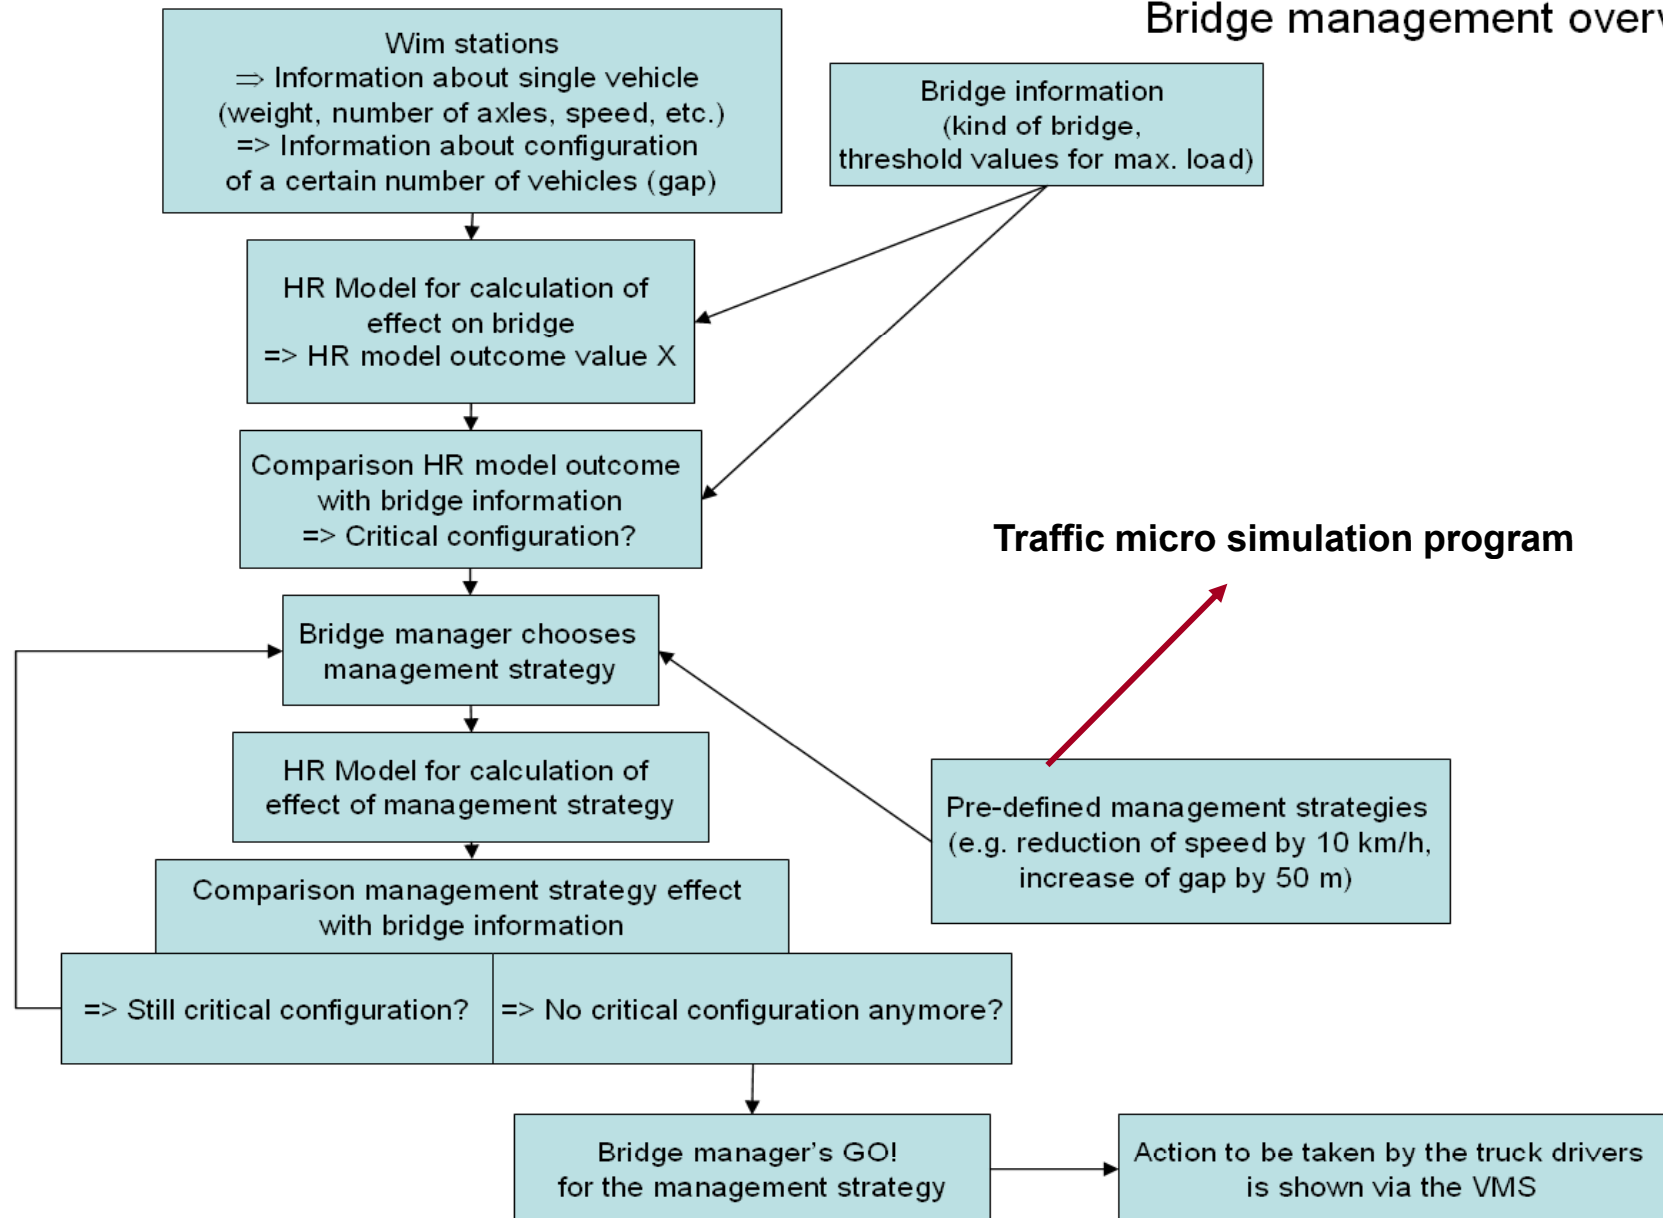 Bridge management overv
Wim stations
⇒ Information about single vehicle
(weight, number of axles, speed, etc.)
=> Information about configuration
of a certain number of vehicles (gap)
Bridge information
(kind of bridge,
threshold values for max. load)
HR Model for calculation of
effect on bridge
=> HR model outcome value X
Comparison HR model outcome
with bridge information
=> Critical configuration?
Traffic micro simulation program
Bridge manager chooses
management strategy
HR Model for calculation of
effect of management strategy
Pre-defined management strategies
(e.g. reduction of speed by 10 km/h,
increase of gap by 50 m)
Comparison management strategy effect
with bridge information
=> Still critical configuration?
=> No critical configuration anymore?
Bridge manager’s GO!
for the management strategy
Action to be taken by the truck drivers
is shown via the VMS